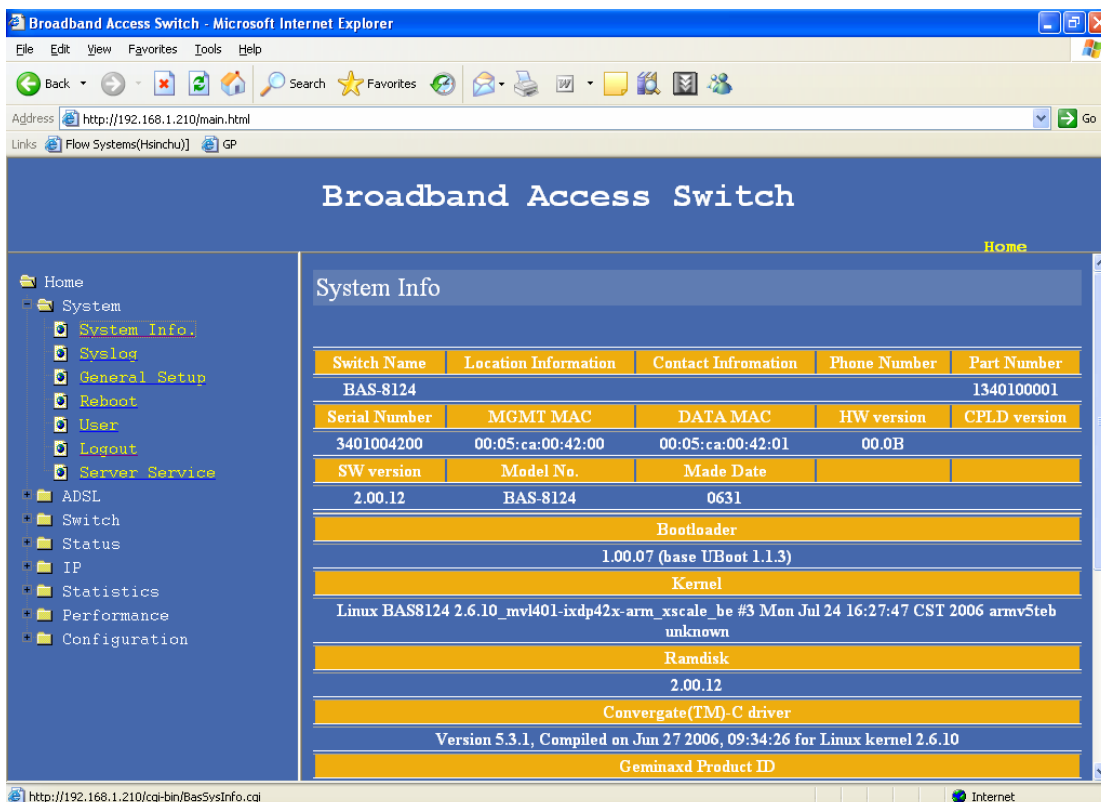 Broadband Access Switch - Microsoft Internet Explorer
File Edit View Favorites Tools Help
Back Search Favorites
Address http://192.168.1.210/main.html Go
Links Flow Systems(Hsinchu)] GP
Broadband Access Switch
Home
Home
System
System Info.
Syslog
General Setup
Reboot
User
Logout
Server Service
ADSL
Switch
Status
IP
Statistics
Performance
Configuration
System Info
Switch Name Location Information Contact Infromation Phone Number Part Number
BAS-8124 1340100001
Serial Number MGMT MAC DATA MAC HW version CPLD version
3401004200 00:05:ca:00:42:00 00:05:ca:00:42:01 00.0B
SW version Model No. Made Date
2.00.12 BAS-8124 0631
Bootloader
1.00.07 (base UBoot 1.1.3)
Kernel
Linux BAS8124 2.6.10_mvl401-ixdp42x-arm_xscale_be #3 Mon Jul 24 16:27:47 CST 2006 armv5teb
unknown
Ramdisk
2.00.12
Convergate(TM)-C driver
Version 5.3.1, Compiled on Jun 27 2006, 09:34:26 for Linux kernel 2.6.10
Geminaxd Product ID
http://192.168.1.210/cgi-bin/BasSysInfo.cgi Internet